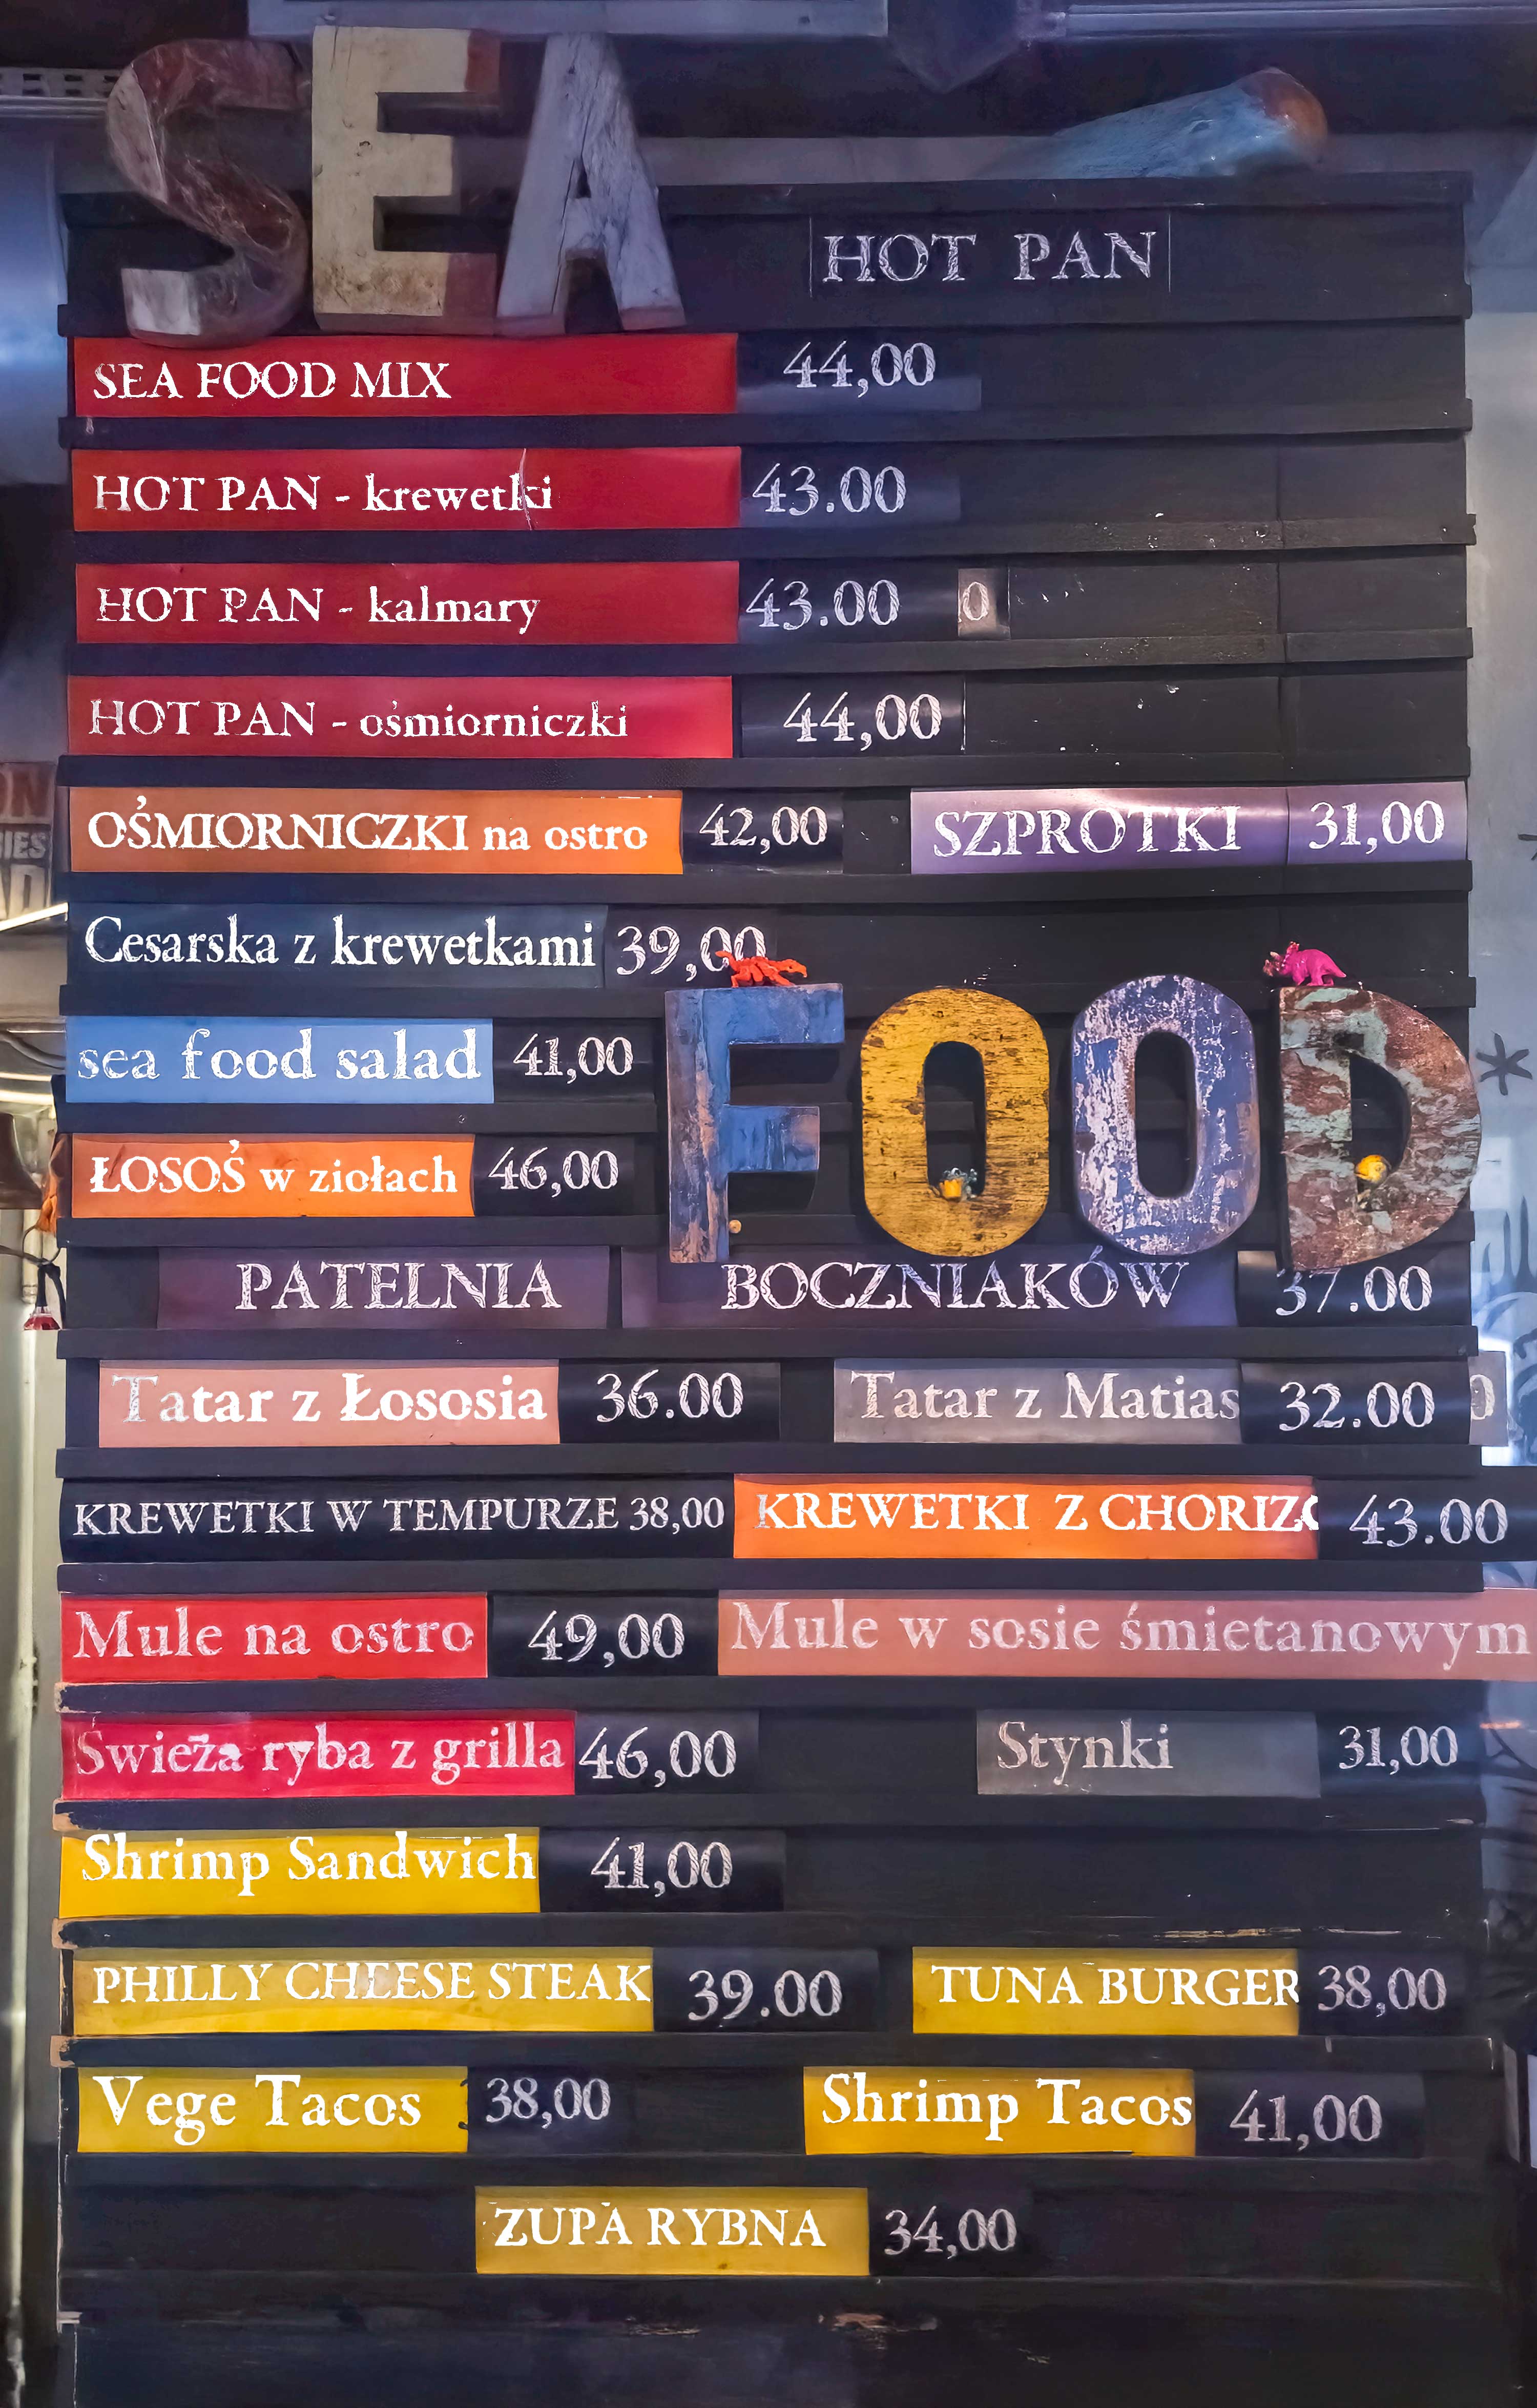 SEA
HOT PAN
SEA FOOD MIX 44,00
HOT PAN - krewetki 43.00
HOT PAN - kalmary 43.00 0
HOT PAN - ośmiorniczki 44,00
OŚMIORNICZKI na ostro 42,00 SZPROTKI 31,00
Cesarska z krewetkami 39,00
FOOD
sea food salad 41,00
ŁOSOŚ w ziołach 46,00
PATELNIA BOCZNIAKÓW 37.00
Tatar z Łososia 36.00 Tatar z Matias 32.00 0
KREWETKI W TEMPURZE 38,00 KREWETKI Z CHORIZO 43.00
Mule na ostro 49,00 Mule w sosie śmietanowym
Świeża ryba z grilla 46,00 Stynki 31,00
Shrimp Sandwich 41,00
PHILLY CHEESE STEAK 39.00 TUNA BURGER 38,00
Vege Tacos 38,00 Shrimp Tacos 41,00
ZUPA RYBNA 34,00